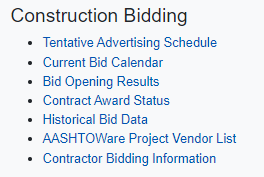 Construction Bidding
Tentative Advertising Schedule
Current Bid Calendar
Bid Opening Results
Contract Award Status
Historical Bid Data
AASHTOWare Project Vendor List
Contractor Bidding Information